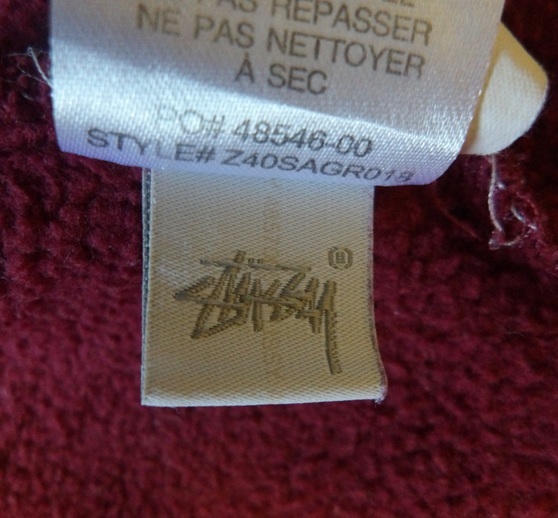 PAS REPASSER
NE PAS NETTOYER
À SEC
PO# 48546-00
STYLE# Z40SAGR018
Stüssy
®